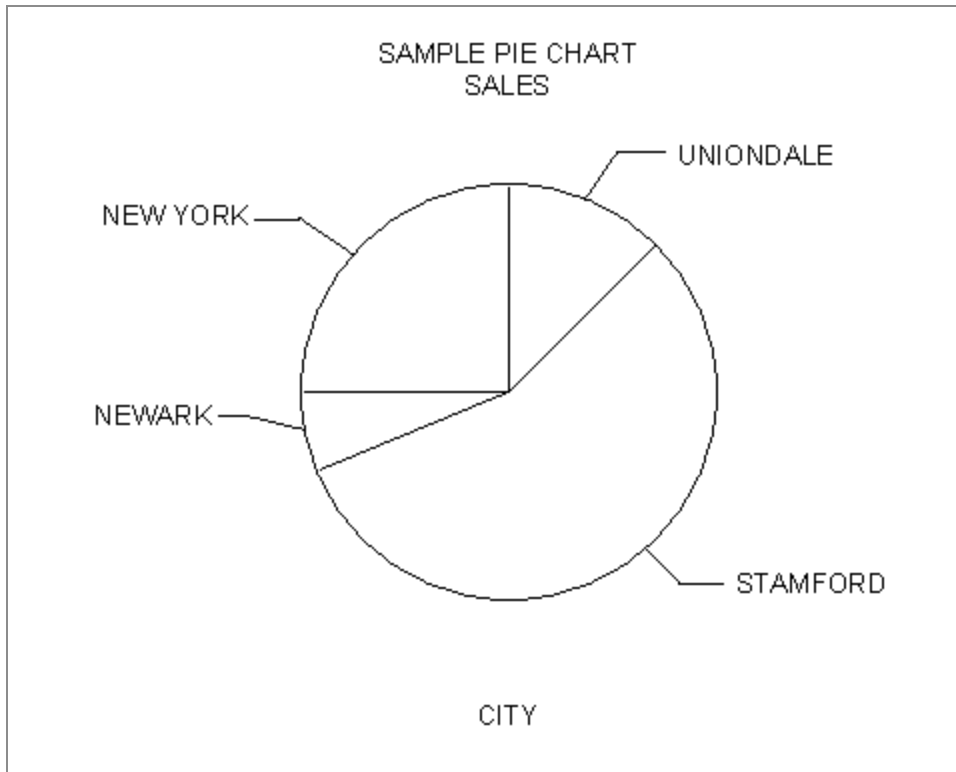 SAMPLE PIE CHART
SALES
UNIONDALE
NEW YORK
NEWARK
STAMFORD
CITY